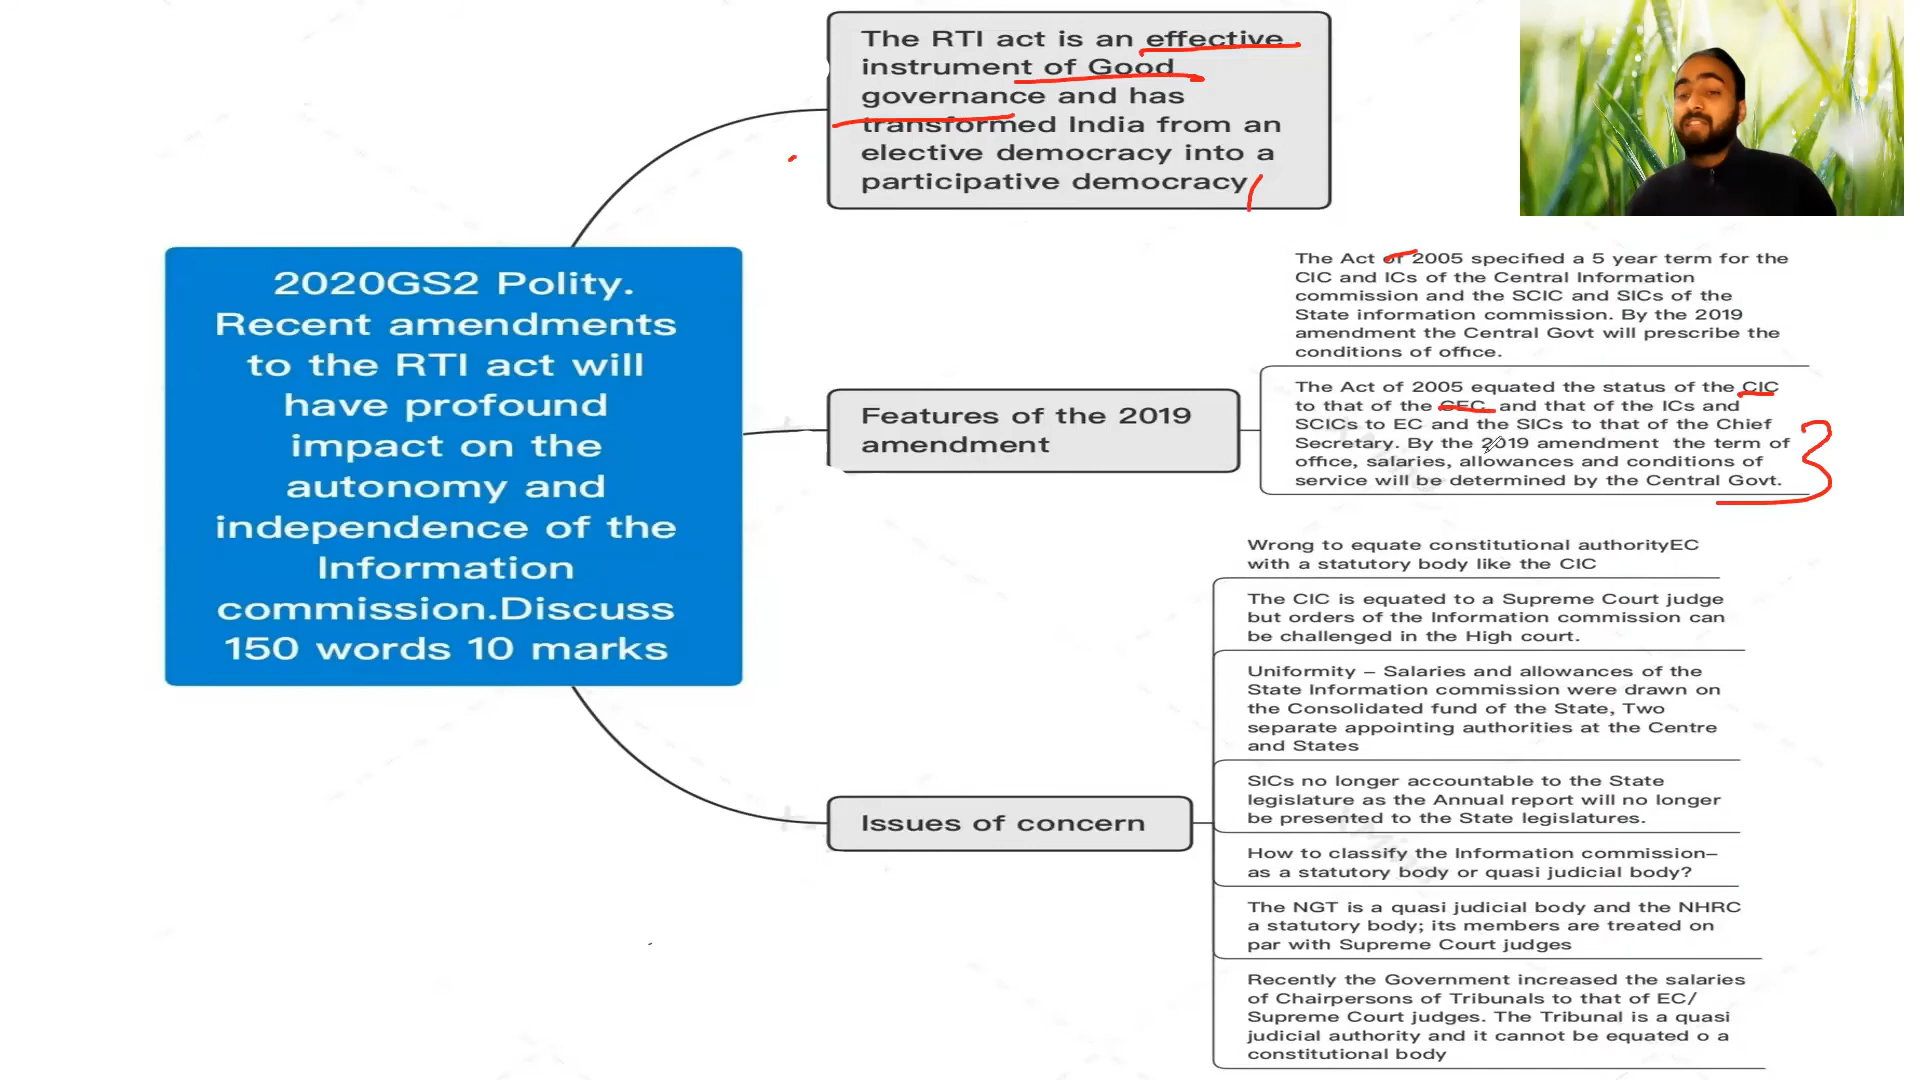 The RTI act is an effective
instrument of Good
governance and has
transformed India from an
elective democracy into a
participative democracy
2020GS2 Polity.
Recent amendments
to the RTI act will
have profound
impact on the
autonomy and
independence of the
Information
commission.Discuss
150 words 10 marks
Features of the 2019
amendment
The Act of 2005 specified a 5 year term for the
CIC and ICs of the Central Information
commission and the SCIC and SICs of the
State information commission. By the 2019
amendment the Central Govt will prescribe the
conditions of office.
The Act of 2005 equated the status of the CIC
to that of the CEC, and that of the ICs and
SCICs to EC and the SICs to that of the Chief
Secretary. By the 2019 amendment the term of
office, salaries, allowances and conditions of
service will be determined by the Central Govt.
Issues of concern
Wrong to equate constitutional authorityEC
with a statutory body like the CIC
The CIC is equated to a Supreme Court judge
but orders of the Information commission can
be challenged in the High court.
Uniformity – Salaries and allowances of the
State Information commission were drawn on
the Consolidated fund of the State, Two
separate appointing authorities at the Centre
and States
SICs no longer accountable to the State
legislature as the Annual report will no longer
be presented to the State legislatures.
How to classify the Information commission–
as a statutory body or quasi judicial body?
The NGT is a quasi judicial body and the NHRC
a statutory body; its members are treated on
par with Supreme Court judges
Recently the Government increased the salaries
of Chairpersons of Tribunals to that of EC/
Supreme Court judges. The Tribunal is a quasi
judicial authority and it cannot be equated o a
constitutional body